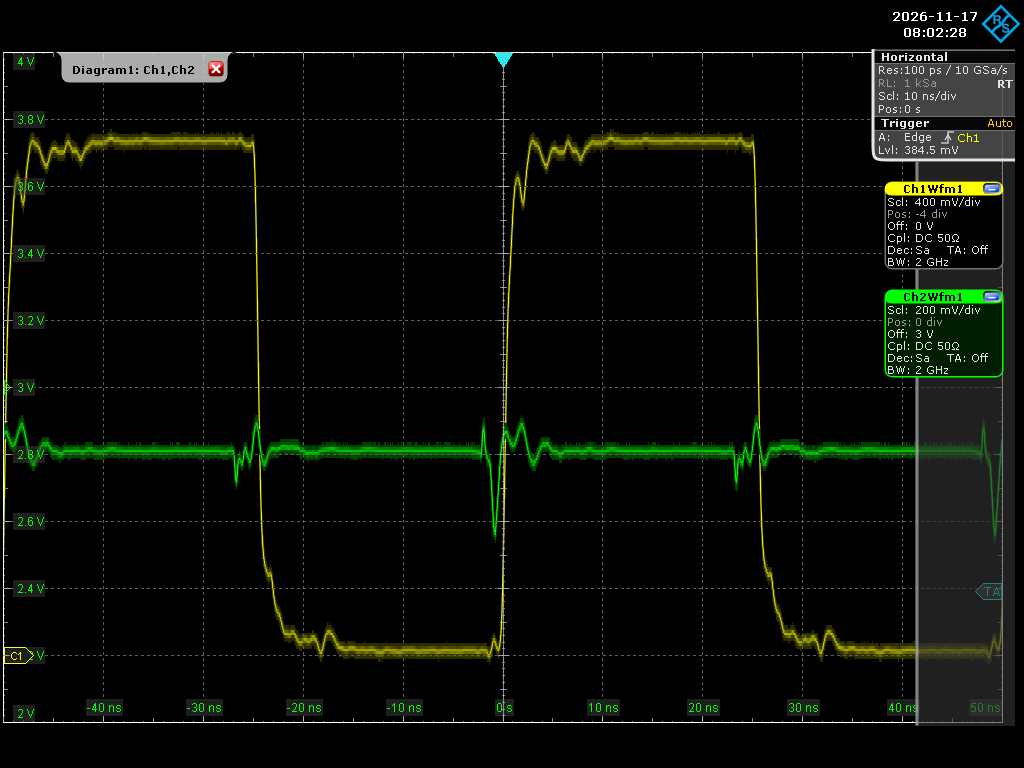 2026-11-17
08:02:28
R&S
Diagram1: Ch1,Ch2
Horizontal
Res:100 ps / 10 GSa/s
RL: 1 kSa
RT
Scl: 10 ns/div
Pos:0 s
Trigger Auto
A: Edge Ch1
Lvl: 384.5 mV
Ch1Wfm1
Scl: 400 mV/div
Pos: -4 div
Off: 0 V
Cpl: DC 50Ω
Dec: Sa TA: Off
BW: 2 GHz
Ch2Wfm1
Scl: 200 mV/div
Pos: 0 div
Off: 3 V
Cpl: DC 50Ω
Dec: Sa TA: Off
BW: 2 GHz
4 V
3.8 V
3.6 V
3.4 V
3.2 V
3 V
2.8 V
2.6 V
2.4 V
TA
C1 V
-40 ns -30 ns -20 ns -10 ns 0 s 10 ns 20 ns 30 ns 40 ns 50 ns
2 V